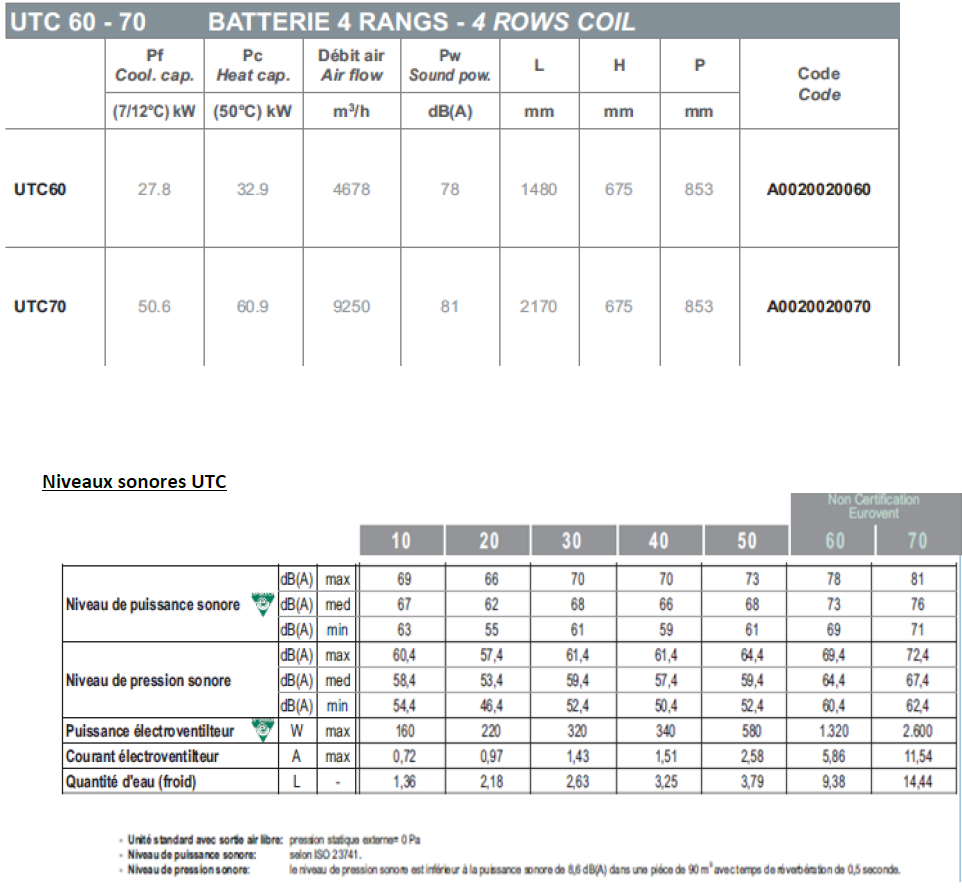 UTC 60 - 70 BATTERIE 4 RANGS - 4 ROWS COIL
Pf Pc Débit air Pw L H P Code
Cool. cap. Heat cap. Air flow Sound pow. Code
(7/12°C) kW (50°C) kW m³/h dB(A) mm mm mm
UTC60 27.8 32.9 4678 78 1480 675 853 A0020020060
UTC70 50.6 60.9 9250 81 2170 675 853 A0020020070
Niveaux sonores UTC
Non Certification
Eurovent
10 20 30 40 50 60 70
dB(A) max 69 66 70 70 73 78 81
Niveau de puissance sonore dB(A) med 67 62 68 66 68 73 76
dB(A) min 63 55 61 59 61 69 71
dB(A) max 60,4 57,4 61,4 61,4 64,4 69,4 72,4
Niveau de pression sonore dB(A) med 58,4 53,4 59,4 57,4 59,4 64,4 67,4
dB(A) min 54,4 46,4 52,4 50,4 52,4 60,4 62,4
Puissance électroventilteur W max 160 220 320 340 580 1.320 2.600
Courant électroventilteur A max 0,72 0,97 1,43 1,51 2,58 5,86 11,54
Quantité d'eau (froid) L - 1,36 2,18 2,63 3,25 3,79 9,38 14,44
- Unité standard avec sortie air libre: pression statique externe= 0 Pa
- Niveau de puissance sonore: selon ISO 23741.
- Niveau de pression sonore: le niveau de pression sonore est inférieur à la puissance sonore de 8,6 dB(A) dans une pièce de 90 m³ avec temps de réverbération de 0,5 seconde.